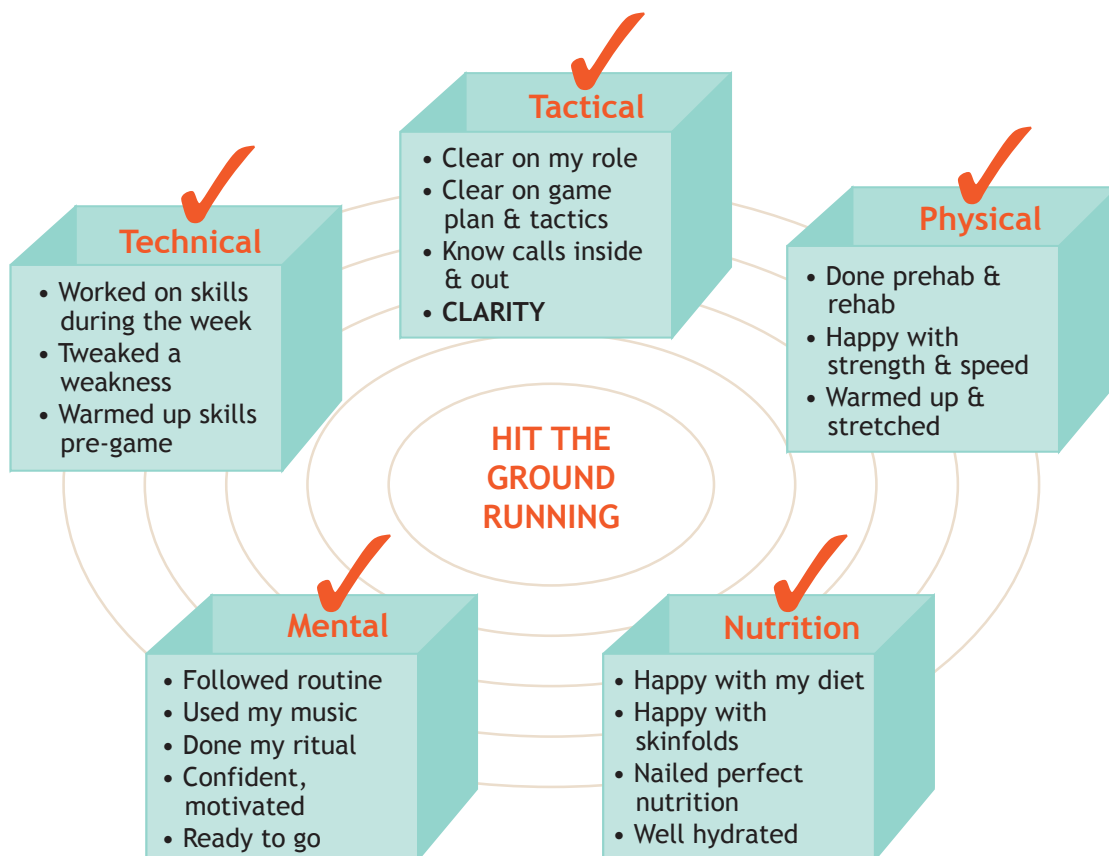 Tactical
• Clear on my role
• Clear on game
plan & tactics
• Know calls inside
& out
• CLARITY
Technical
• Worked on skills
during the week
• Tweaked a
weakness
• Warmed up skills
pre-game
Physical
• Done prehab &
rehab
• Happy with
strength & speed
• Warmed up &
stretched
HIT THE
GROUND
RUNNING
Mental
• Followed routine
• Used my music
• Done my ritual
• Confident,
motivated
• Ready to go
Nutrition
• Happy with my diet
• Happy with
skinfolds
• Nailed perfect
nutrition
• Well hydrated